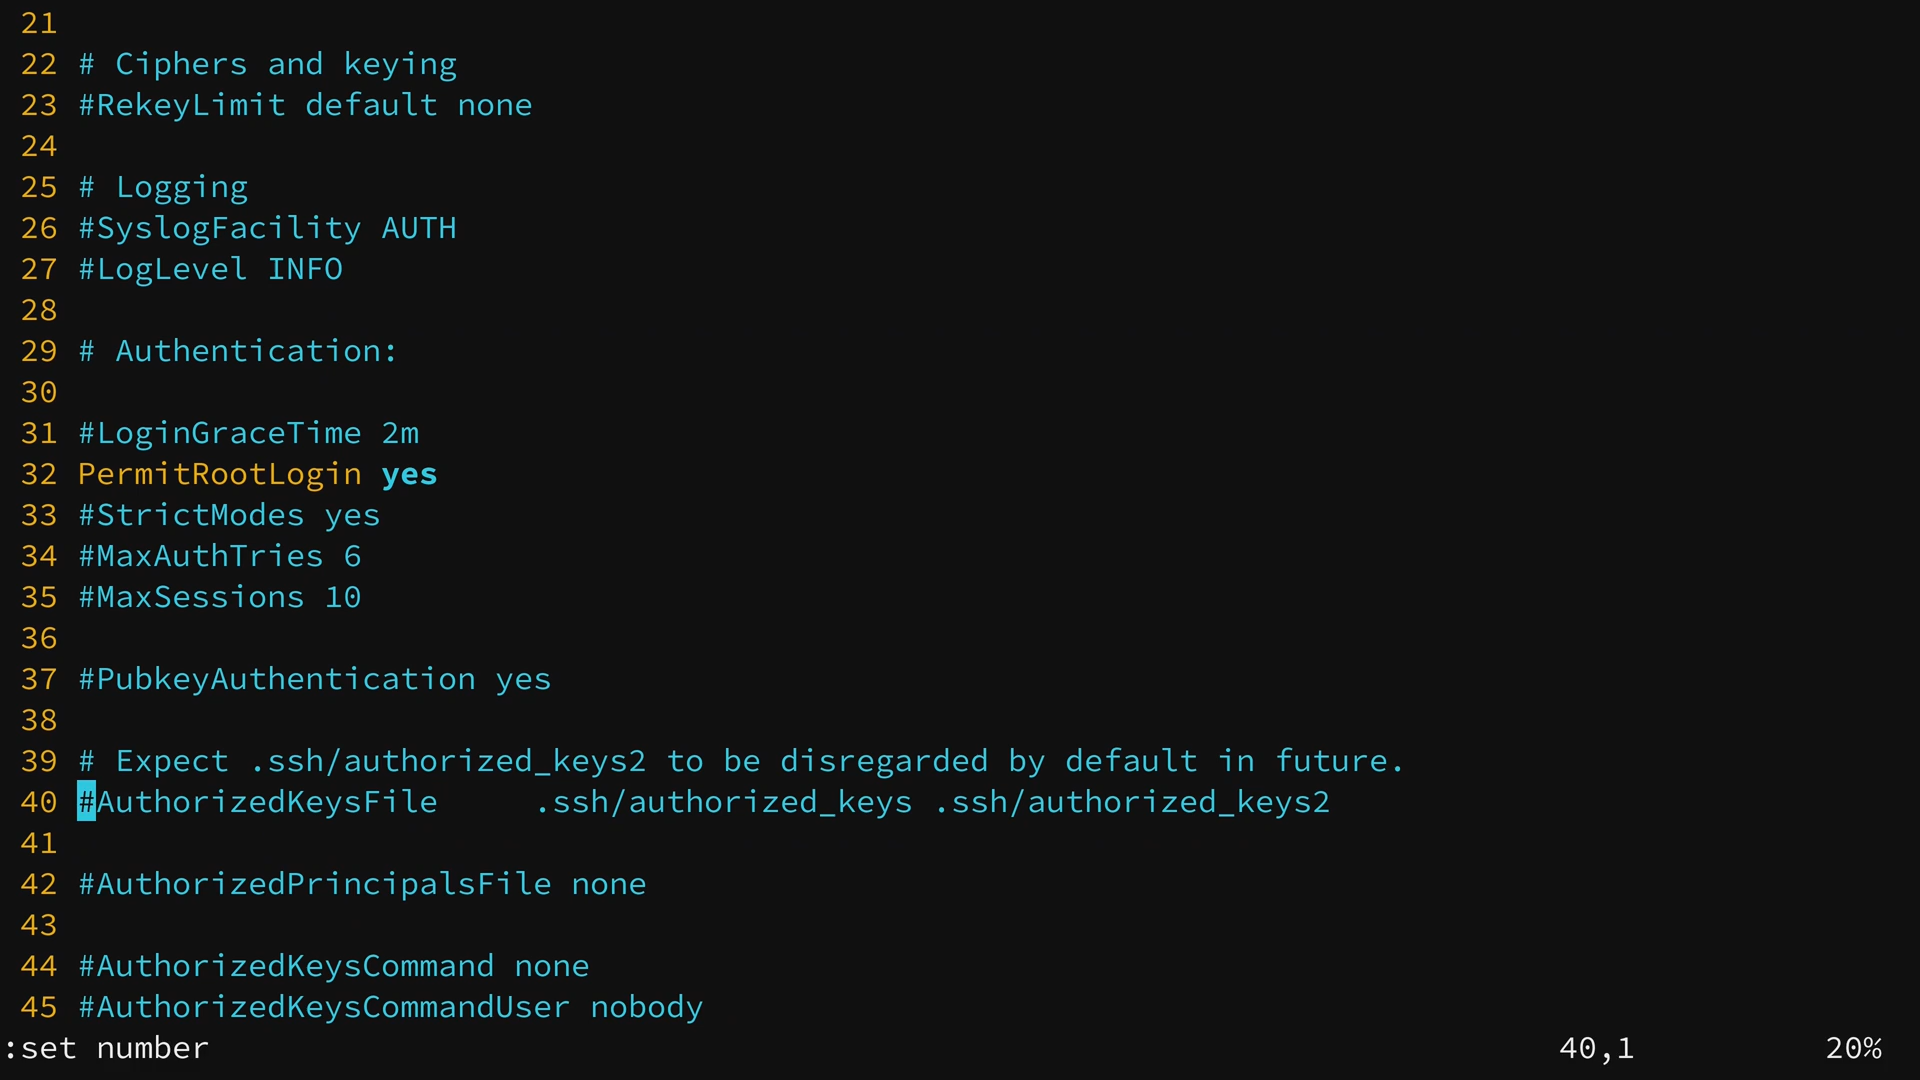 21
22 # Ciphers and keying
23 #RekeyLimit default none
24
25 # Logging
26 #SyslogFacility AUTH
27 #LogLevel INFO
28
29 # Authentication:
30
31 #LoginGraceTime 2m
32 PermitRootLogin yes
33 #StrictModes yes
34 #MaxAuthTries 6
35 #MaxSessions 10
36
37 #PubkeyAuthentication yes
38
39 # Expect .ssh/authorized_keys2 to be disregarded by default in future.
40 #AuthorizedKeysFile     .ssh/authorized_keys .ssh/authorized_keys2
41
42 #AuthorizedPrincipalsFile none
43
44 #AuthorizedKeysCommand none
45 #AuthorizedKeysCommandUser nobody
:set number 40,1 20%